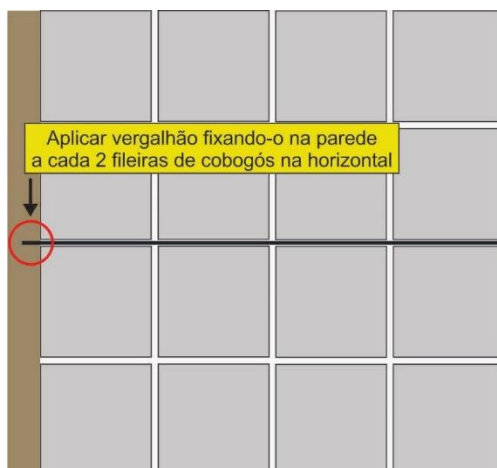 Aplicar vergalhão fixando-o na parede
a cada 2 fileiras de cobogós na horizontal